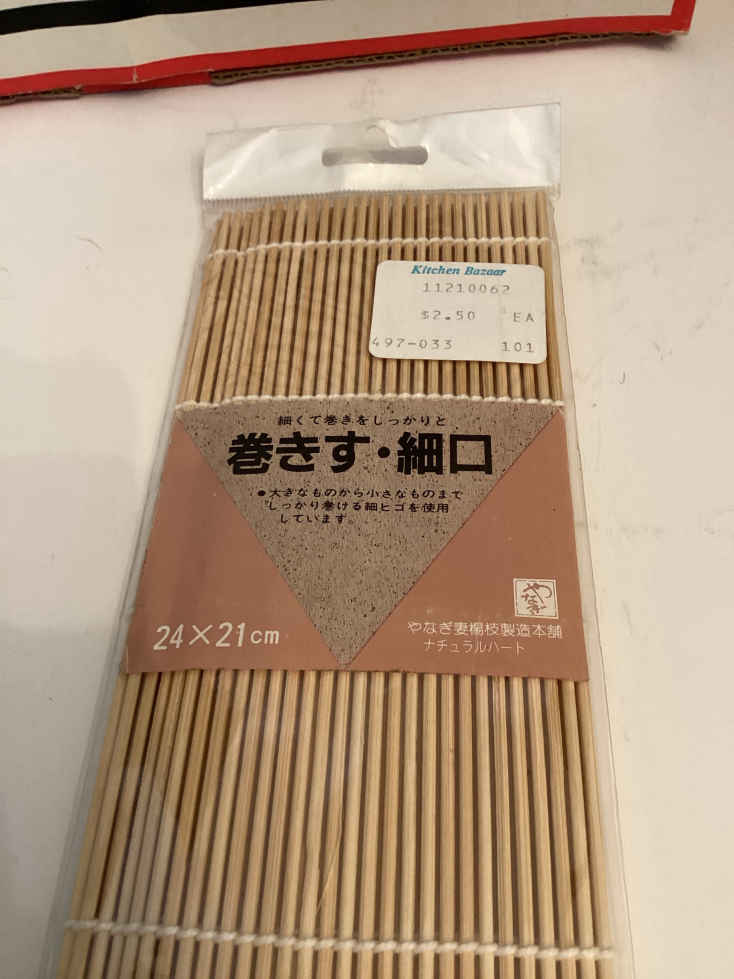 Kitchen Bazaar
11210062
$2.50 EA
497-033 101
細くて巻きをしっかりと
巻きす・細口
●大きなものから小さなものまで
しっかり巻ける細ヒゴを使用
しています。
やなぎ
24×21cm
やなぎ妻楊枝製造本舗
ナチュラルハート